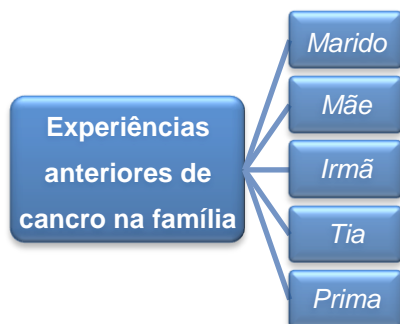 Experiências
anteriores de
cancro na família
Marido
Mãe
Irmã
Tia
Prima